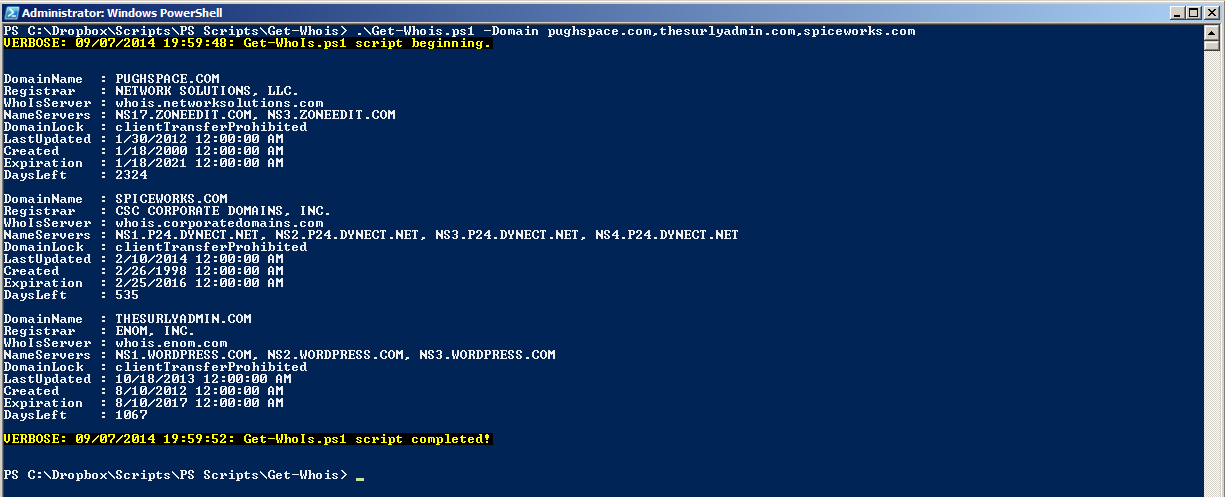 Administrator: Windows PowerShell
PS C:\Dropbox\Scripts\PS Scripts\Get-Whois> .\Get-Whois.ps1 -Domain pughspace.com,thesurlyadmin.com,spiceworks.com
VERBOSE: 09/07/2014 19:59:48: Get-WhoIs.ps1 script beginning.
DomainName  : PUGHSPACE.COM
Registrar   : NETWORK SOLUTIONS, LLC.
WhoIsServer : whois.networksolutions.com
NameServers : NS17.ZONEEDIT.COM, NS3.ZONEEDIT.COM
DomainLock  : clientTransferProhibited
LastUpdated : 1/30/2012 12:00:00 AM
Created     : 1/18/2000 12:00:00 AM
Expiration  : 1/18/2021 12:00:00 AM
DaysLeft    : 2324
DomainName  : SPICEWORKS.COM
Registrar   : CSC CORPORATE DOMAINS, INC.
WhoIsServer : whois.corporatedomains.com
NameServers : NS1.P24.DYNECT.NET, NS2.P24.DYNECT.NET, NS3.P24.DYNECT.NET, NS4.P24.DYNECT.NET
DomainLock  : clientTransferProhibited
LastUpdated : 2/10/2014 12:00:00 AM
Created     : 2/26/1998 12:00:00 AM
Expiration  : 2/25/2016 12:00:00 AM
DaysLeft    : 535
DomainName  : THESURLYADMIN.COM
Registrar   : ENOM, INC.
WhoIsServer : whois.enom.com
NameServers : NS1.WORDPRESS.COM, NS2.WORDPRESS.COM, NS3.WORDPRESS.COM
DomainLock  : clientTransferProhibited
LastUpdated : 10/18/2013 12:00:00 AM
Created     : 8/10/2012 12:00:00 AM
Expiration  : 8/10/2017 12:00:00 AM
DaysLeft    : 1067
VERBOSE: 09/07/2014 19:59:52: Get-WhoIs.ps1 script completed!
PS C:\Dropbox\Scripts\PS Scripts\Get-Whois> _